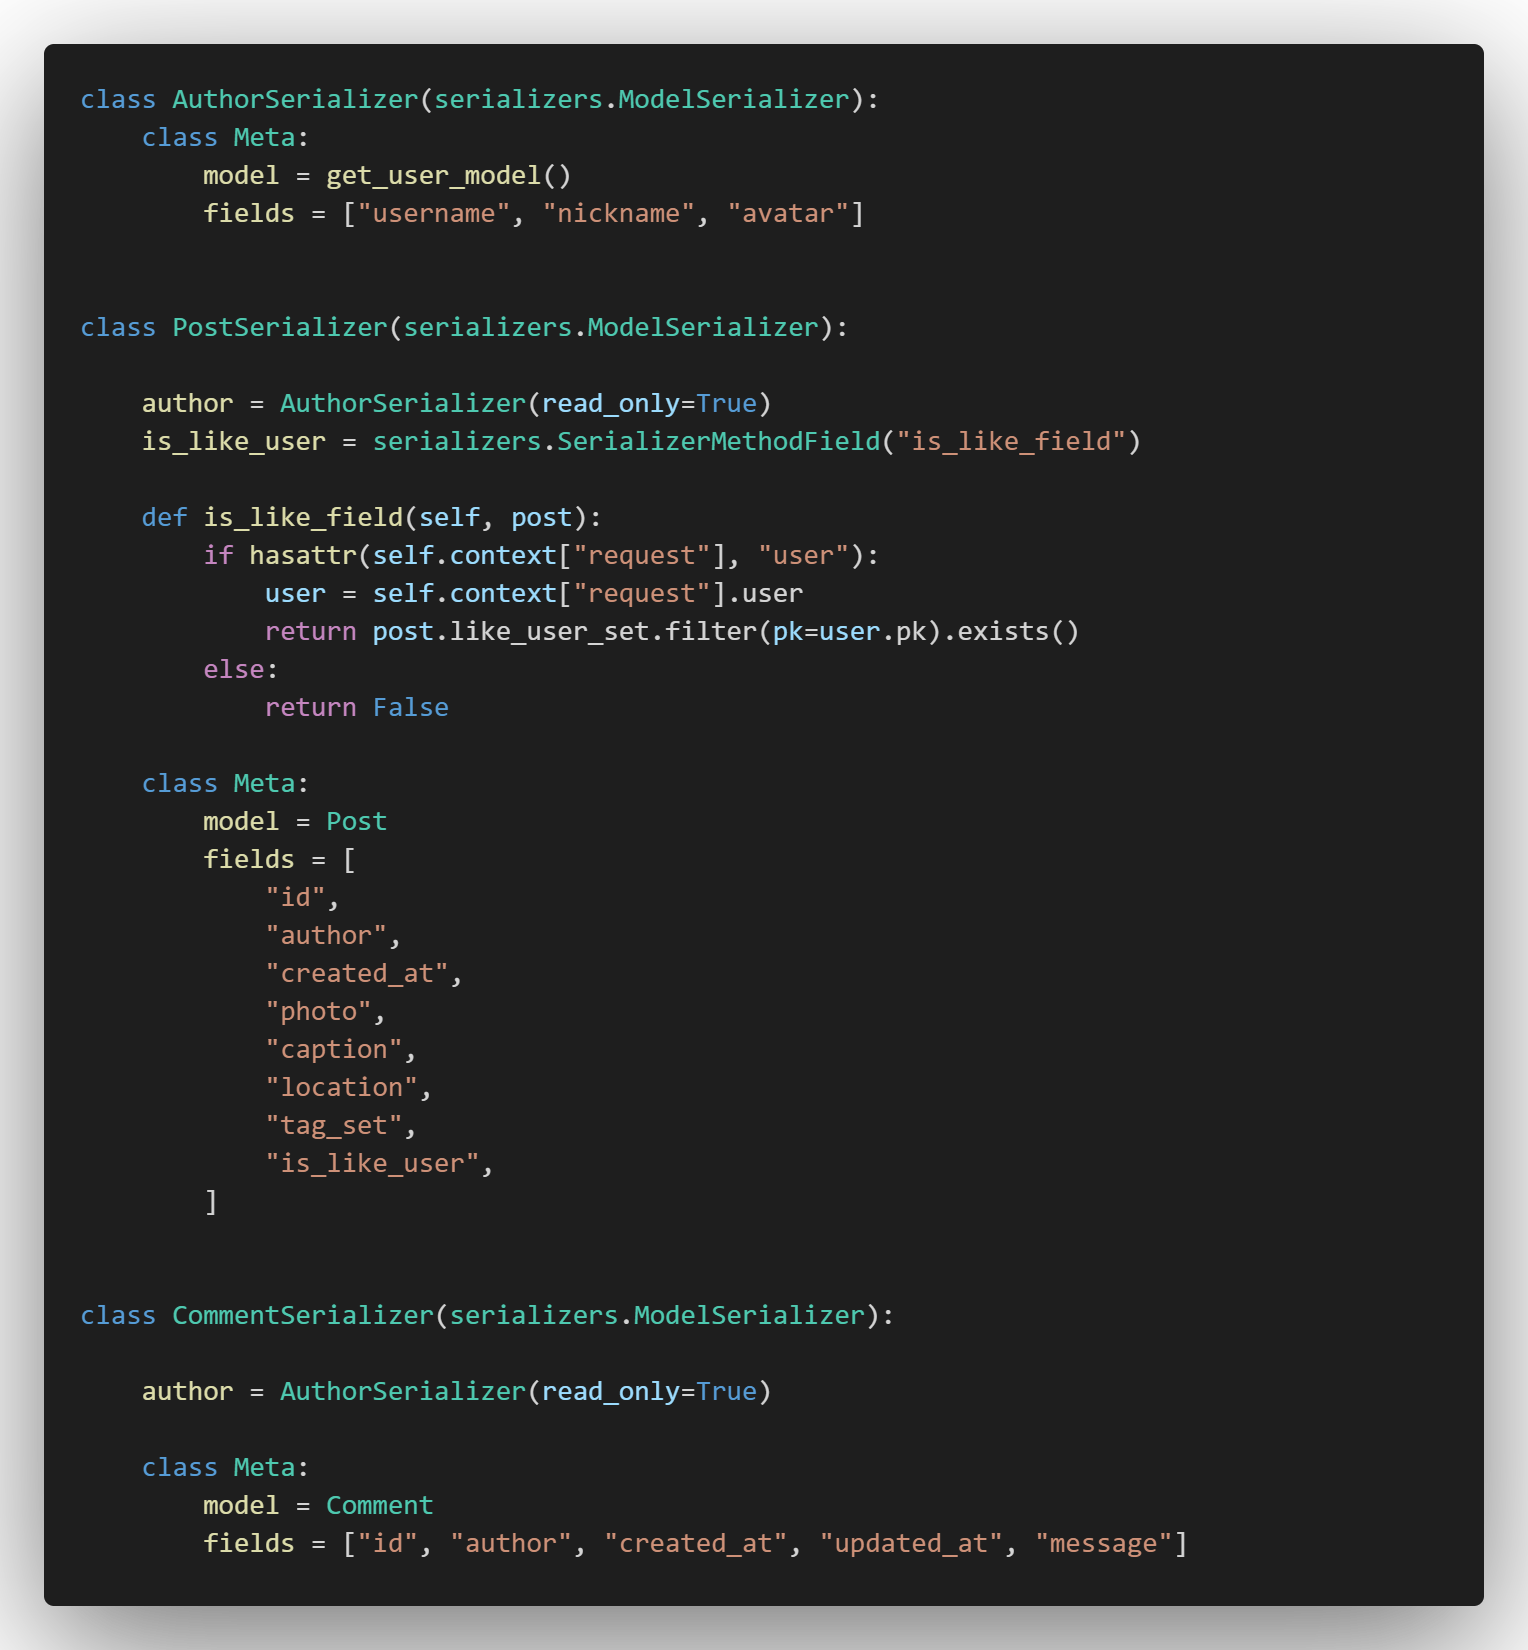 class AuthorSerializer(serializers.ModelSerializer):
    class Meta:
        model = get_user_model()
        fields = ["username", "nickname", "avatar"]


class PostSerializer(serializers.ModelSerializer):

    author = AuthorSerializer(read_only=True)
    is_like_user = serializers.SerializerMethodField("is_like_field")

    def is_like_field(self, post):
        if hasattr(self.context["request"], "user"):
            user = self.context["request"].user
            return post.like_user_set.filter(pk=user.pk).exists()
        else:
            return False

    class Meta:
        model = Post
        fields = [
            "id",
            "author",
            "created_at",
            "photo",
            "caption",
            "location",
            "tag_set",
            "is_like_user",
        ]


class CommentSerializer(serializers.ModelSerializer):

    author = AuthorSerializer(read_only=True)

    class Meta:
        model = Comment
        fields = ["id", "author", "created_at", "updated_at", "message"]